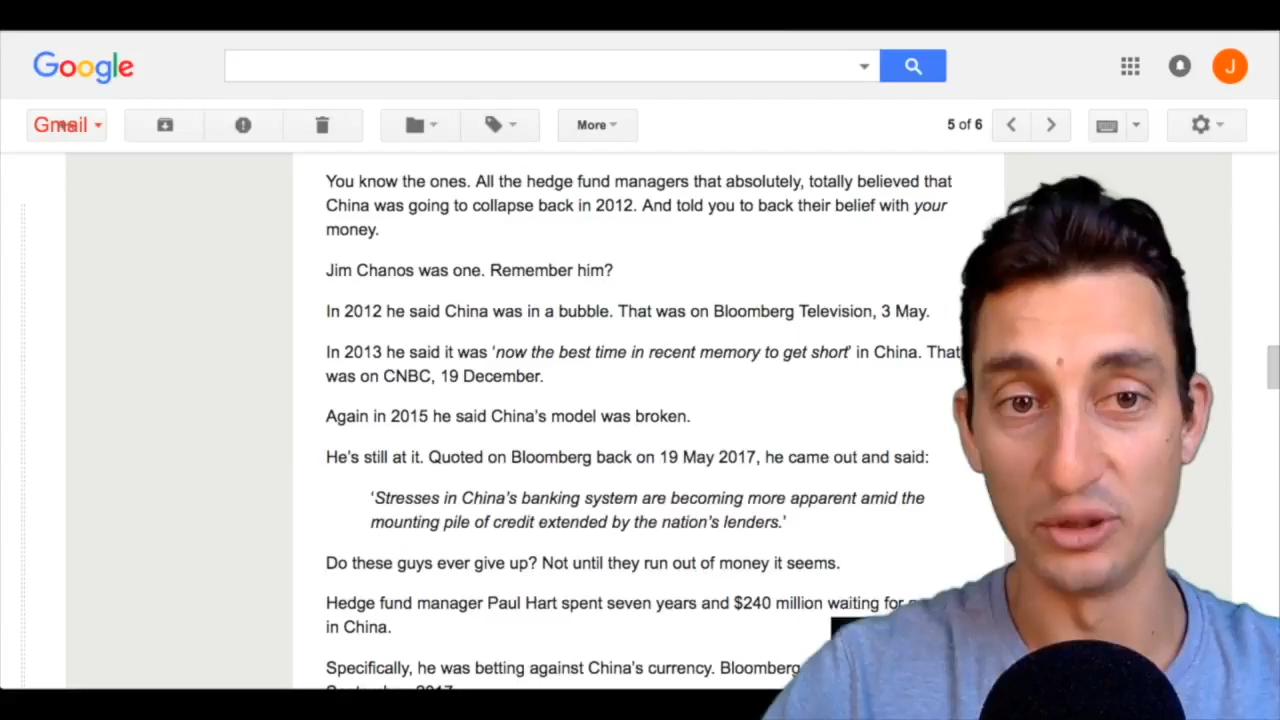 Google
J
Gmail
More
5 of 6
You know the ones. All the hedge fund managers that absolutely, totally believed that
China was going to collapse back in 2012. And told you to back their belief with your
money.
Jim Chanos was one. Remember him?
In 2012 he said China was in a bubble. That was on Bloomberg Television, 3 May.
In 2013 he said it was ‘now the best time in recent memory to get short’ in China. That
was on CNBC, 19 December.
Again in 2015 he said China’s model was broken.
He’s still at it. Quoted on Bloomberg back on 19 May 2017, he came out and said:
‘Stresses in China’s banking system are becoming more apparent amid the
mounting pile of credit extended by the nation’s lenders.’
Do these guys ever give up? Not until they run out of money it seems.
Hedge fund manager Paul Hart spent seven years and $240 million waiting for
in China.
Specifically, he was betting against China’s currency. Bloomberg